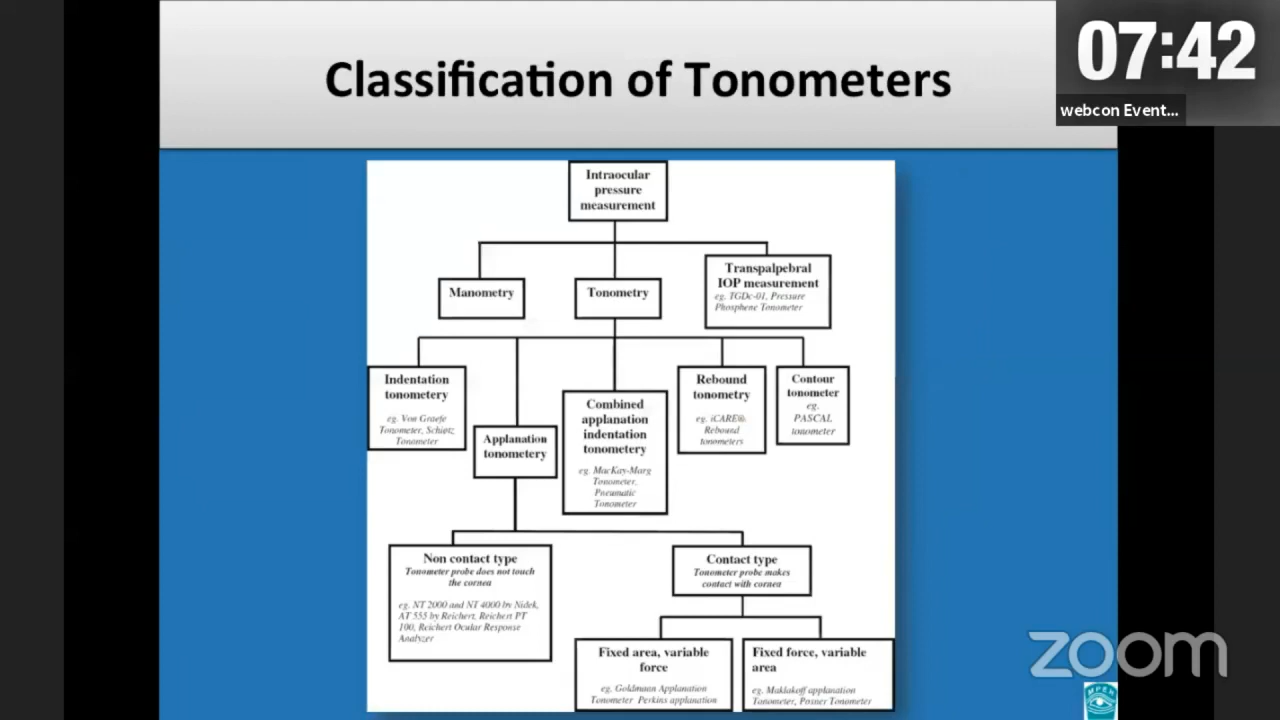 Classification of Tonometers
07:42
webcon Event...
Intraocular
pressure
measurement
Manometry
Tonometry
Transpalpebral
IOP measurement
eg. TGDc-01, Pressure
Phosphene Tonometer
Indentation
tonometery
eg. Von Graefe
Tonometer, Schiotz
Tonometer
Applanation
tonometery
Combined
applanation
indentation
tonometery
eg. MacKay-Marg
Tonometer,
Pneumatic
Tonometer
Rebound
tonometry
eg. iCARE®.
Rebound
tonometers
Contour
tonometer
eg.
PASCAL
tonometer
Non contact type
Tonometer probe does not touch
the cornea
eg. NT 2000 and NT 4000 by Nidek,
AT 555 by Reichert, Reichert PT
100, Reichert Ocular Response
Analyzer
Contact type
Tonometer probe makes
contact with cornea
Fixed area, variable
force
eg. Goldmann Applanation
Tonometer Perkins applanation
Fixed force, variable
area
eg. Maklakoff applanation
Tonometer, Posner Tonometer
zoom